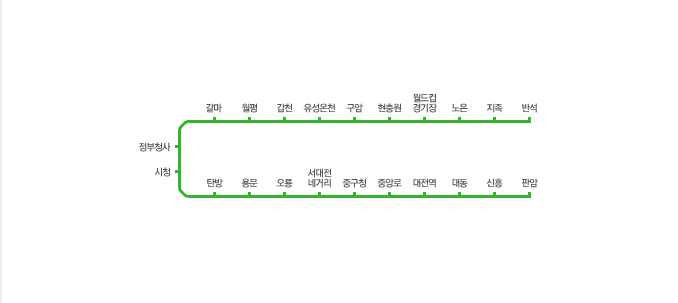 갈마
월평
갑천
유성온천
구암
현충원
월드컵
경기장
노은
지족
반석
정부청사
시청
탄방
용문
오룡
서대전
네거리
중구청
중앙로
대전역
대동
신흥
판암